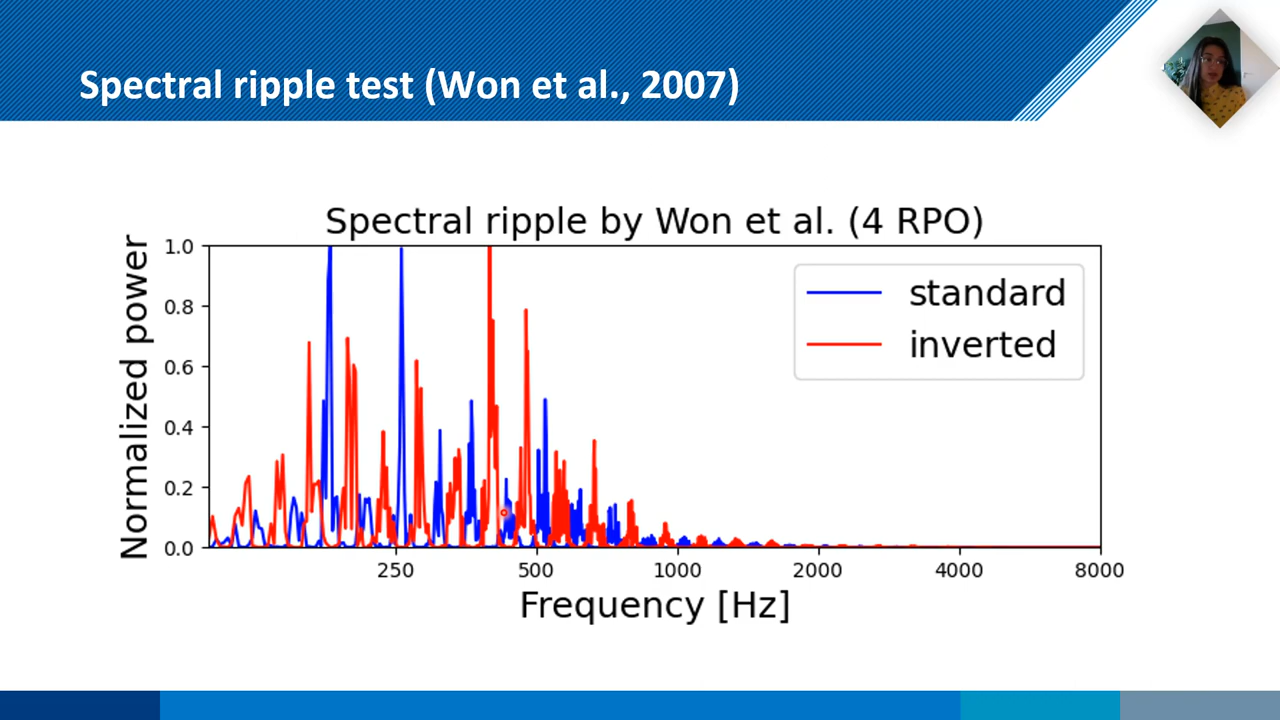 Spectral ripple test (Won et al., 2007)
Spectral ripple by Won et al. (4 RPO)
Normalized power
1.0
0.8
0.6
0.4
0.2
0.0
standard
inverted
250 500 1000 2000 4000 8000
Frequency [Hz]